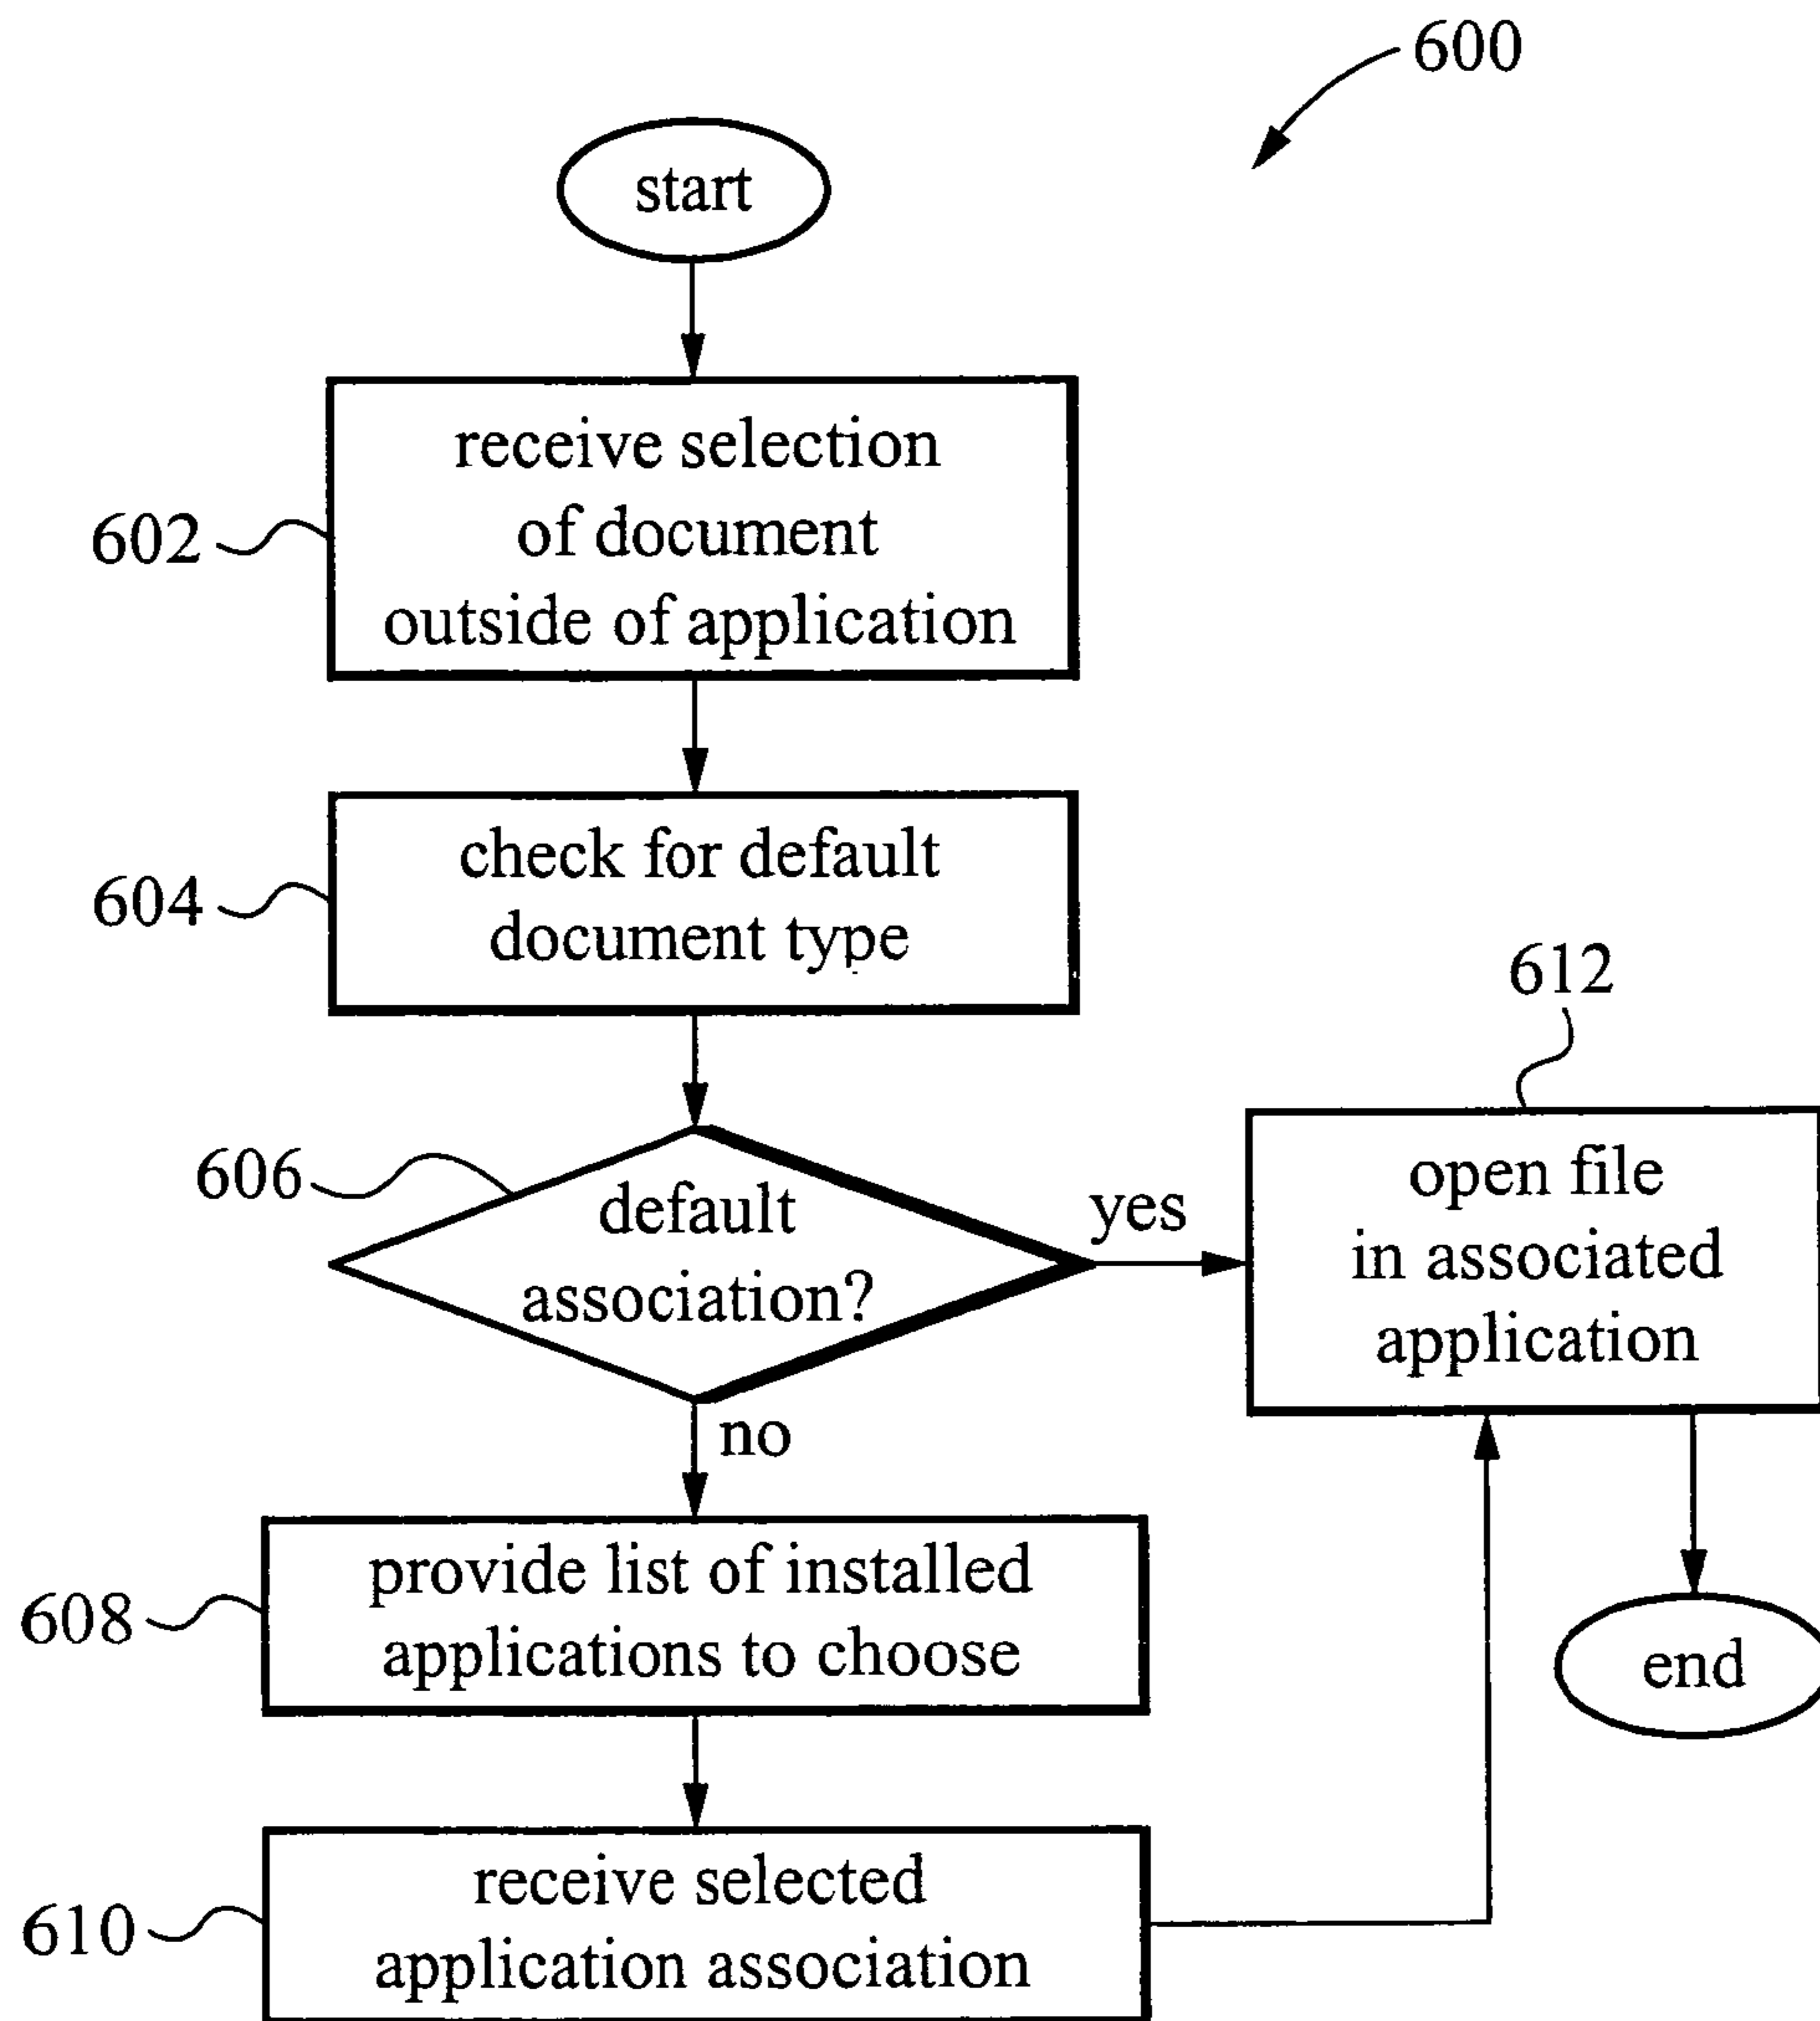 600
start
602
receive selection
of document
outside of application
604
check for default
document type
606
default
association?
yes
612
open file
in associated
application
no
608
provide list of installed
applications to choose
end
610
receive selected
application association